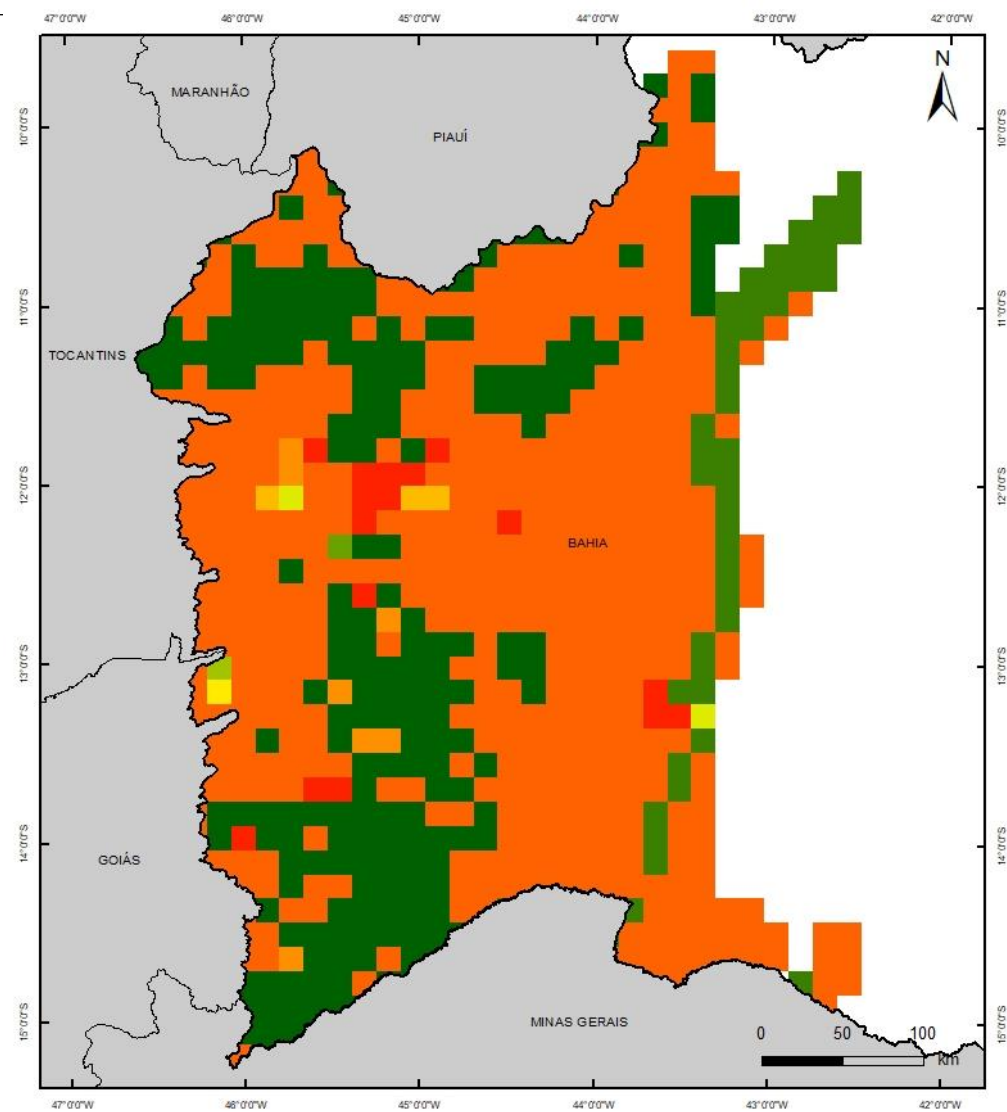 47°0'0"W 46°0'0"W 45°0'0"W 44°0'0"W 43°0'0"W 42°0'0"W
N
MARANHÃO
PIAUÍ
10°0'0"S 10°0'0"S
11°0'0"S 11°0'0"S
TOCANTINS
12°0'0"S 12°0'0"S
BAHIA
13°0'0"S 13°0'0"S
14°0'0"S 14°0'0"S
GOIÁS
15°0'0"S 15°0'0"S
MINAS GERAIS
0 50 100
km
47°0'0"W 46°0'0"W 45°0'0"W 44°0'0"W 43°0'0"W 42°0'0"W